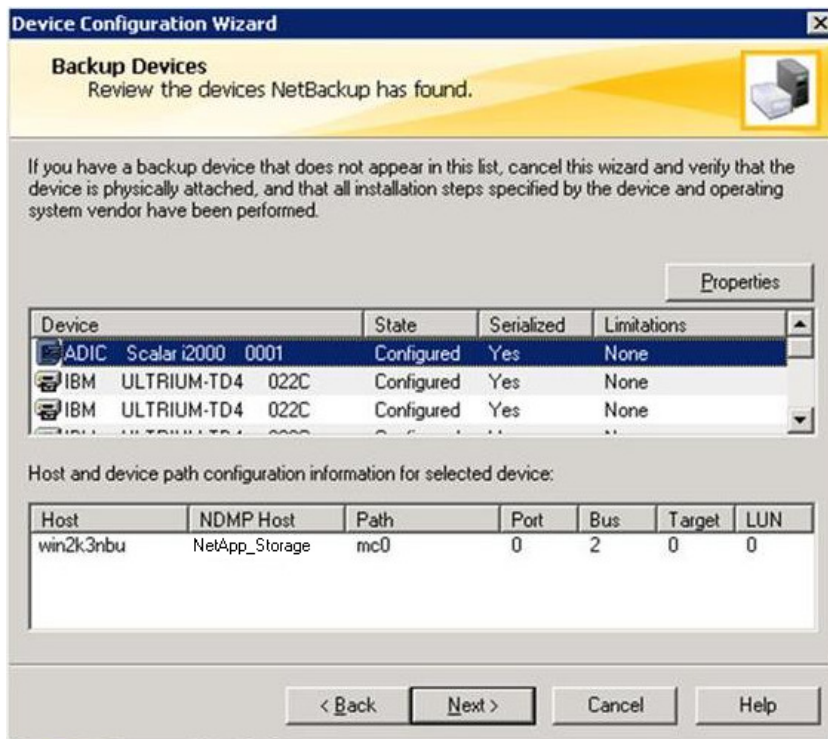 Device Configuration Wizard
Backup Devices
Review the devices NetBackup has found.
If you have a backup device that does not appear in this list, cancel this wizard and verify that the
device is physically attached, and that all installation steps specified by the device and operating
system vendor have been performed.
Properties
Device State Serialized Limitations
ADIC Scalar i2000 0001 Configured Yes None
IBM ULTRIUM-TD4 022C Configured Yes None
IBM ULTRIUM-TD4 022C Configured Yes None
Host and device path configuration information for selected device:
Host NDMP Host Path Port Bus Target LUN
win2k3nbu NetApp_Storage mc0 0 2 0 0
< Back Next > Cancel Help